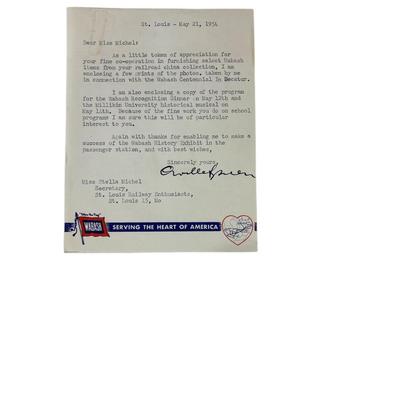 St. Louis - May 21, 1954
Dear Miss Michel:
As a little token of appreciation for
your fine co-operation in furnishing select Wabash
items from your railroad china collection, I am
enclosing a few prints of the photos, taken by me
in connection with the Wabash Centennial In Decatur.
I am also enclosing a copy of the program
for the Wabash Recognition Dinner on May 12th and
the Millikin University historical musical on
May 14th. Because of the fine work you do on school
programs I am sure this will be of particular
interest to you.
Again with thanks for enabling me to make a
success of the Wabash History Exhibit in the
passenger station, and with best wishes,
Sincerely yours,
Miss Stella Michel
Secretary,
St. Louis Railway Enthusiasts,
St. Louis 15, Mo
WABASH
SERVING THE HEART OF AMERICA